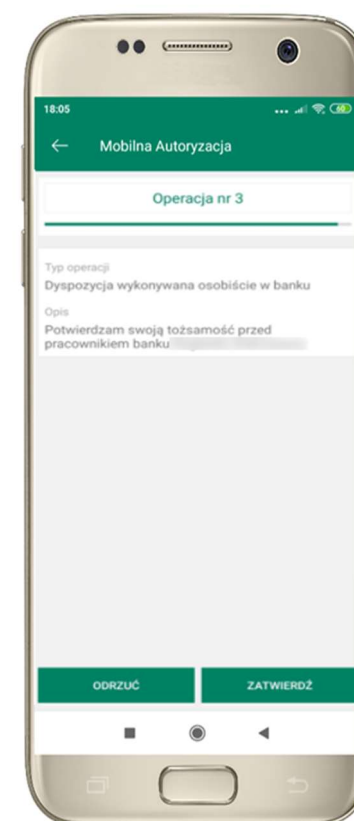 18:05
60
Mobilna Autoryzacja
Operacja nr 3
Typ operacji
Dyspozycja wykonywana osobiście w banku
Opis
Potwierdzam swoją tożsamość przed
pracownikiem banku
ODRZUĆ
ZATWIERDŹ